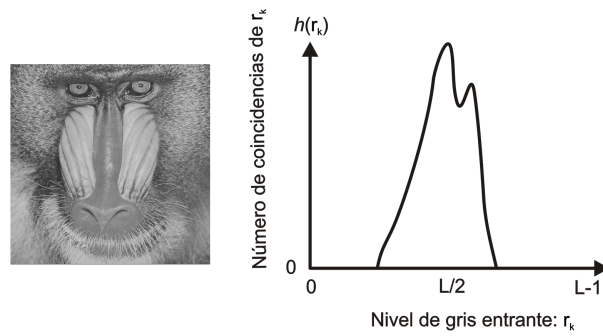 Número de coincidencias de rₖ
h(rₖ)
0
0
L/2
L-1
Nivel de gris entrante: rₖ